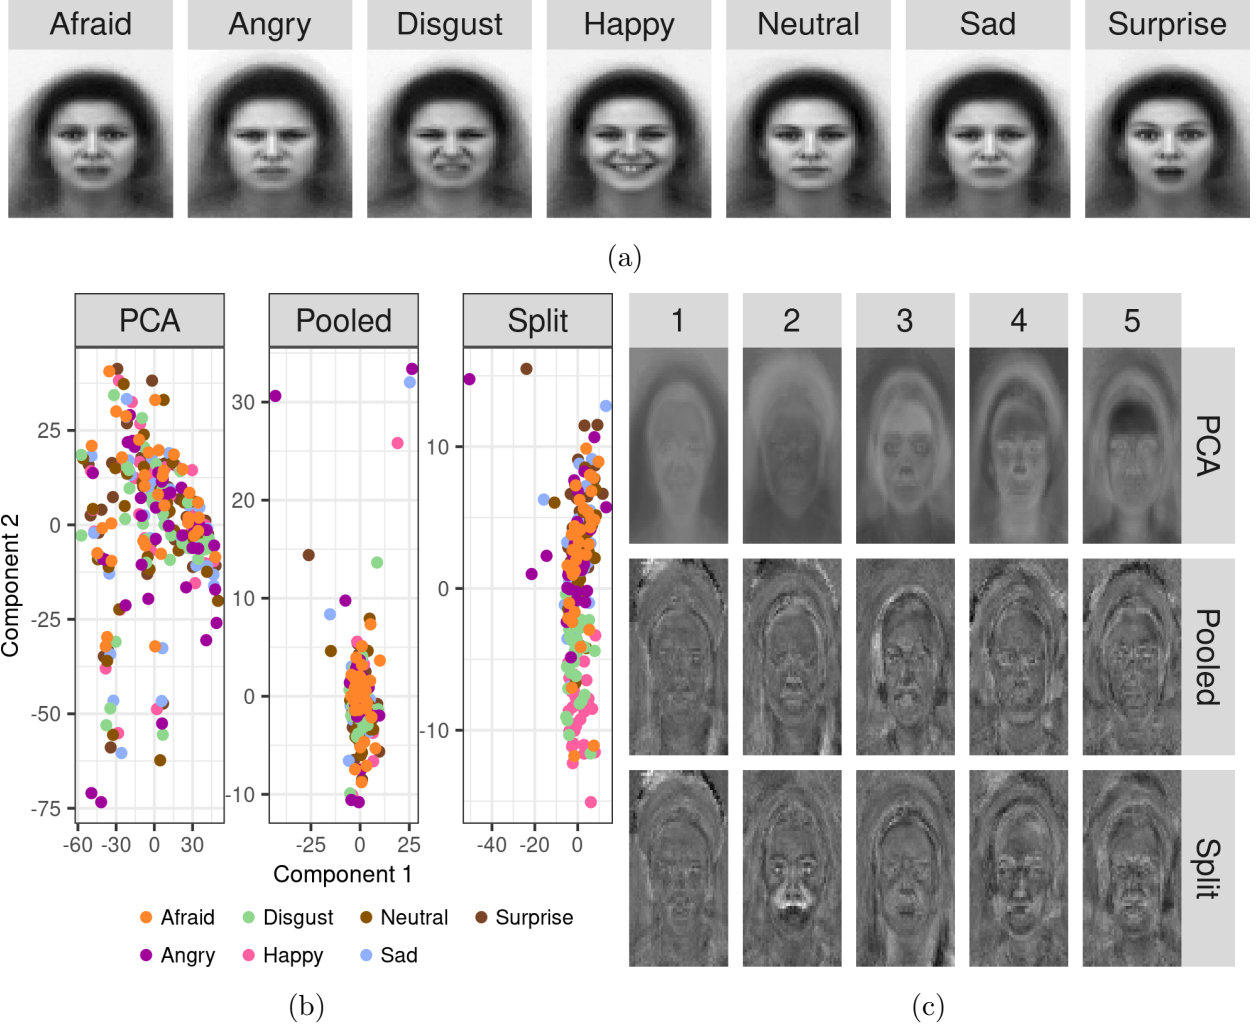 Afraid Angry Disgust Happy Neutral Sad Surprise
(a)
PCA Pooled Split
25
0
-25
-50
-75
-60 -30 0 30
30
20
10
0
-10
-25 0 25
10
0
-10
-40 -20 0
Component 2
Component 1
Afraid Disgust Neutral Surprise
Angry Happy Sad
(b)
1 2 3 4 5
PCA
Pooled
Split
(c)